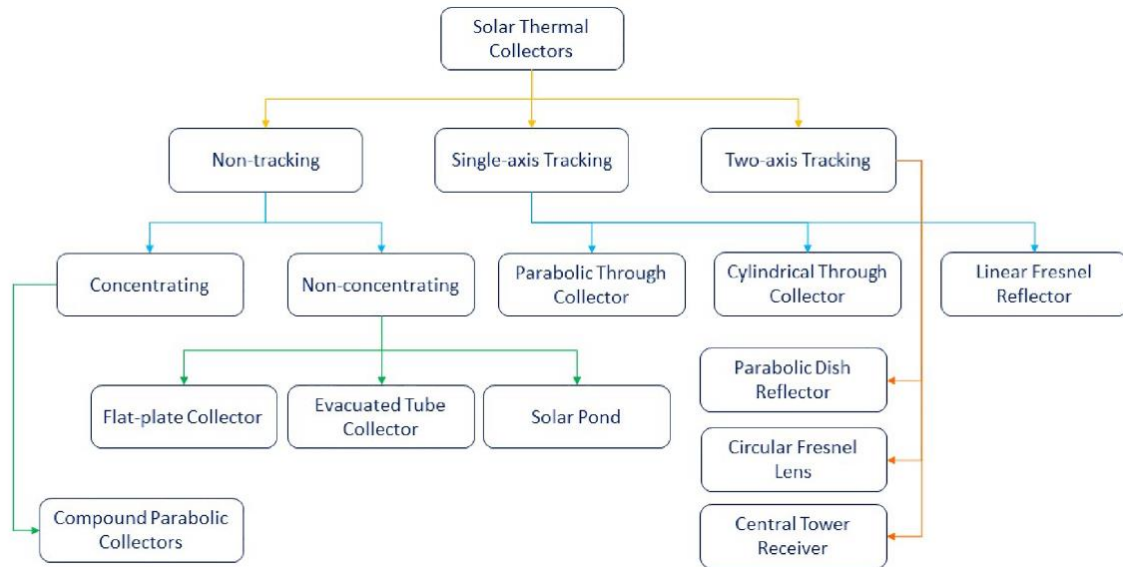 Solar Thermal
Collectors
Non-tracking
Single-axis Tracking
Two-axis Tracking
Concentrating
Non-concentrating
Parabolic Through
Collector
Cylindrical Through
Collector
Linear Fresnel
Reflector
Parabolic Dish
Reflector
Flat-plate Collector
Evacuated Tube
Collector
Solar Pond
Circular Fresnel
Lens
Compound Parabolic
Collectors
Central Tower
Receiver